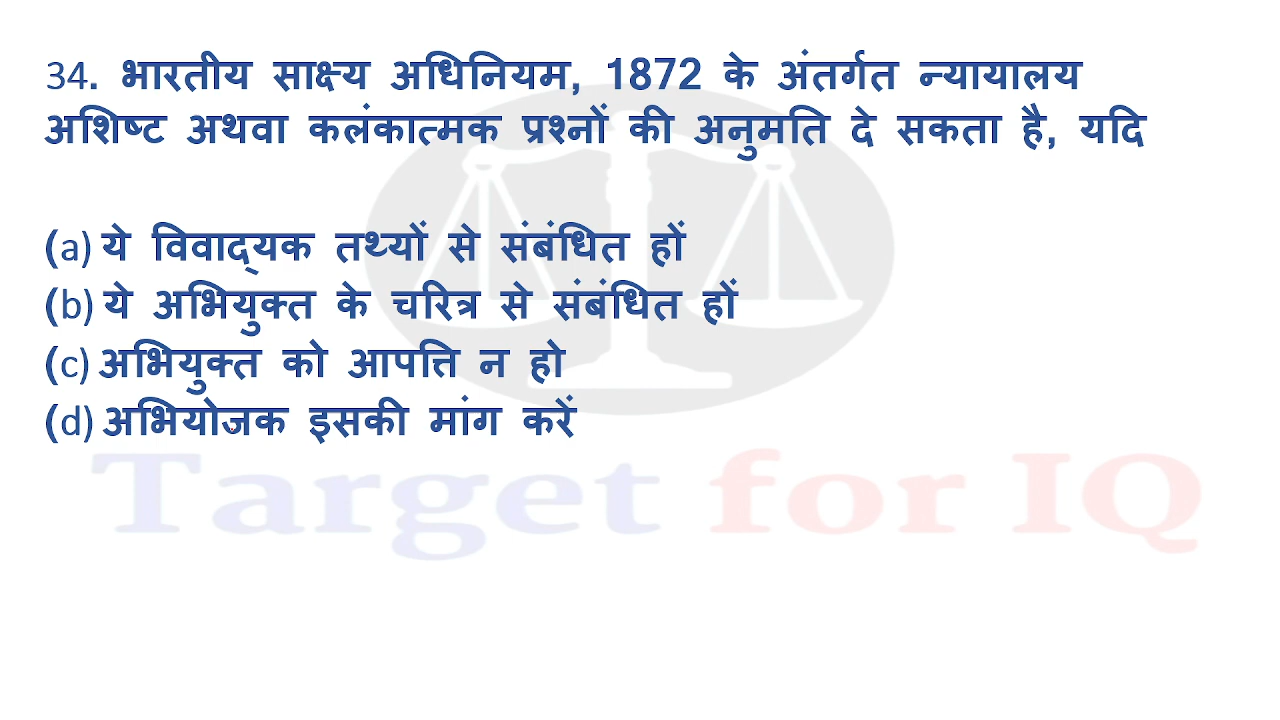 34. भारतीय साक्ष्य अधिनियम, 1872 के अंतर्गत न्यायालय
अशिष्ट अथवा कलंकात्मक प्रश्नों की अनुमति दे सकता है, यदि
(a) ये विवाद्यक तथ्यों से संबंधित हों
(b) ये अभियुक्त के चरित्र से संबंधित हों
(c) अभियुक्त को आपत्ति न हो
(d) अभियोजक इसकी मांग करें
Target for IQ